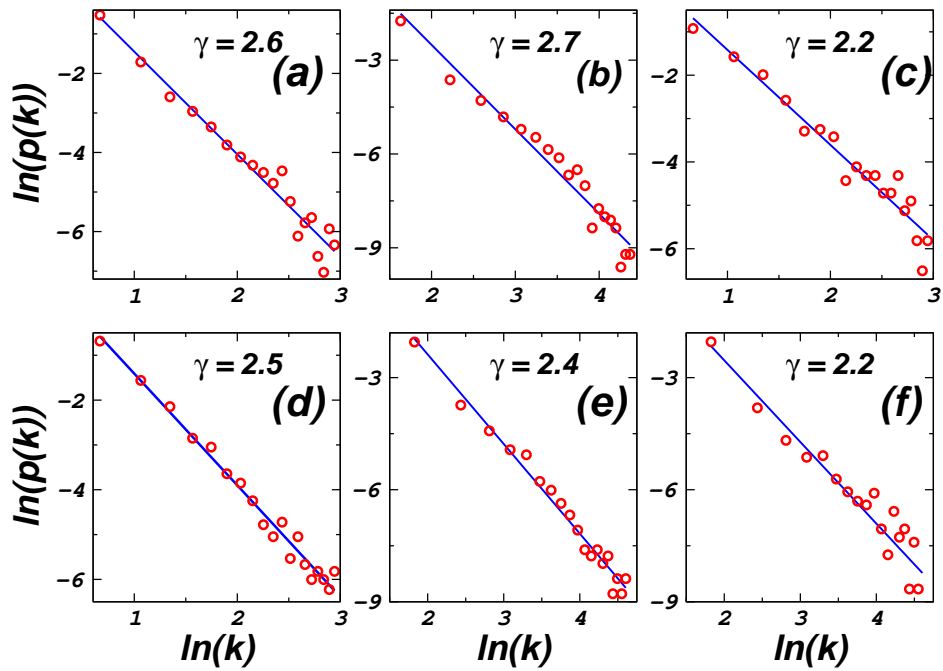 γ = 2.6
(a)
ln(p(k))
-2
-4
-6
1
2
3
γ = 2.7
(b)
-3
-6
-9
2
3
4
γ = 2.2
(c)
-2
-4
-6
1
2
3
γ = 2.5
(d)
ln(p(k))
-2
-4
-6
1
2
3
ln(k)
γ = 2.4
(e)
-3
-6
-9
2
3
4
ln(k)
γ = 2.2
(f)
-3
-6
-9
2
3
4
ln(k)